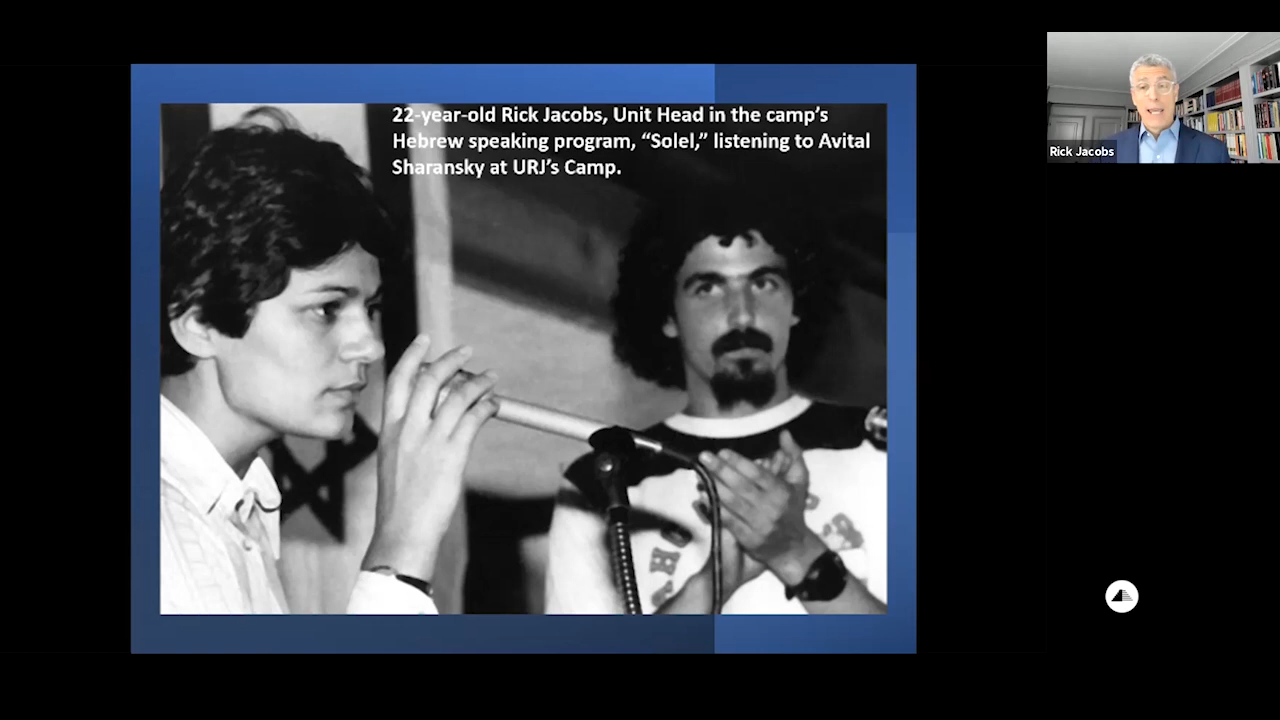 22-year-old Rick Jacobs, Unit Head in the camp's
Hebrew speaking program, “Solel,” listening to Avital
Sharansky at URJ's Camp.
Rick Jacobs